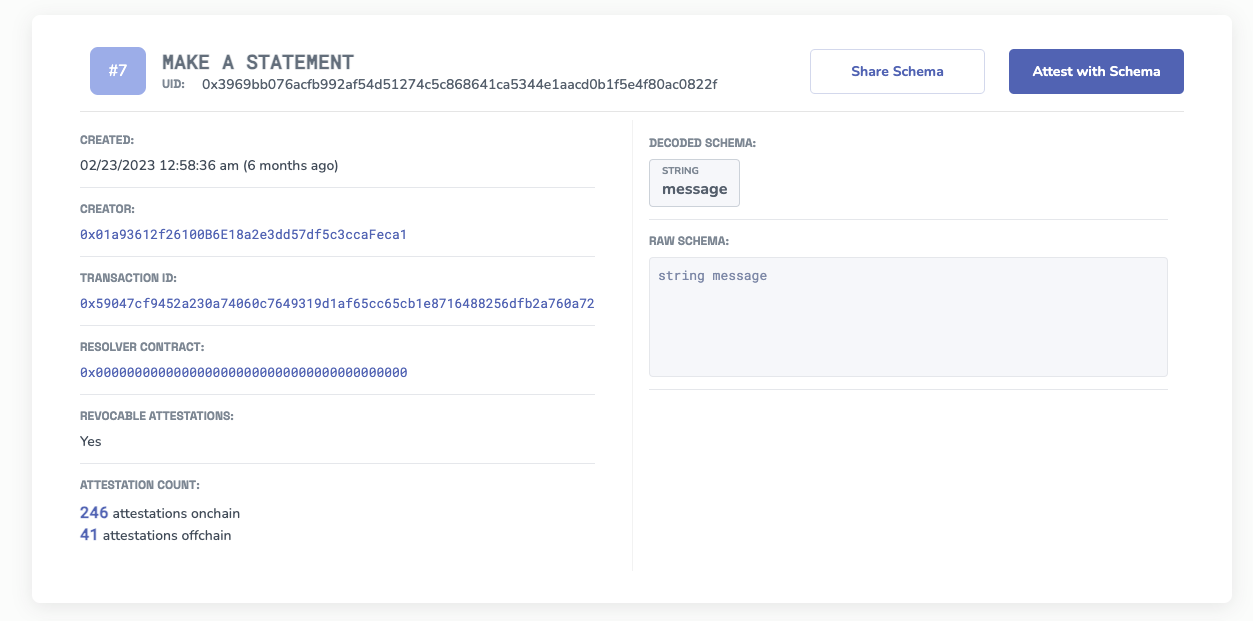 #7
MAKE A STATEMENT
UID: 0x3969bb076acfb992af54d51274c5c868641ca5344e1aacd0b1f5e4f80ac0822f
Share Schema
Attest with Schema
CREATED:
02/23/2023 12:58:36 am (6 months ago)
CREATOR:
0x01a93612f26100B6E18a2e3dd57df5c3ccaFeca1
TRANSACTION ID:
0x59047cf9452a230a74060c7649319d1af65cc65cb1e8716488256dfb2a760a72
RESOLVER CONTRACT:
0x0000000000000000000000000000000000000000
REVOCABLE ATTESTATIONS:
Yes
ATTESTATION COUNT:
246 attestations onchain
41 attestations offchain
DECODED SCHEMA:
STRING
message
RAW SCHEMA:
string message